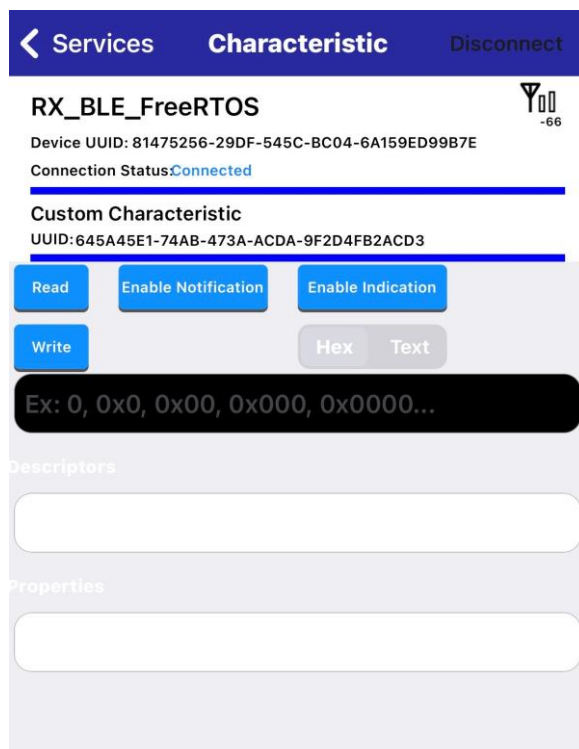 Services Characteristic Disconnect
RX_BLE_FreeRTOS
-66
Device UUID: 81475256-29DF-545C-BC04-6A159ED99B7E
Connection Status:Connected
Custom Characteristic
UUID:645A45E1-74AB-473A-ACDA-9F2D4FB2ACD3
Read Enable Notification Enable Indication
Write Hex Text
Ex: 0, 0x0, 0x00, 0x000, 0x0000...
Descriptors
Properties